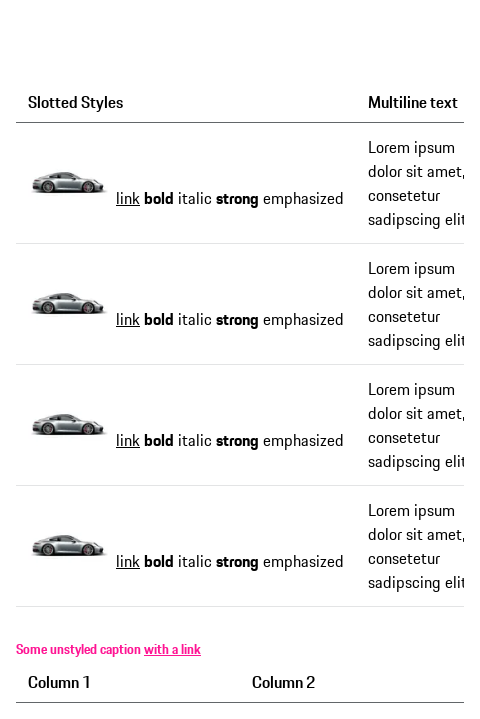 Slotted Styles Multiline text
Lorem ipsum
dolor sit amet,
consetetur
link bold italic strong emphasized
sadipscing elit
Lorem ipsum
dolor sit amet,
consetetur
link bold italic strong emphasized
sadipscing elit
Lorem ipsum
dolor sit amet,
consetetur
link bold italic strong emphasized
sadipscing elit
Lorem ipsum
dolor sit amet,
consetetur
link bold italic strong emphasized
sadipscing elit
Some unstyled caption with a link
Column 1 Column 2